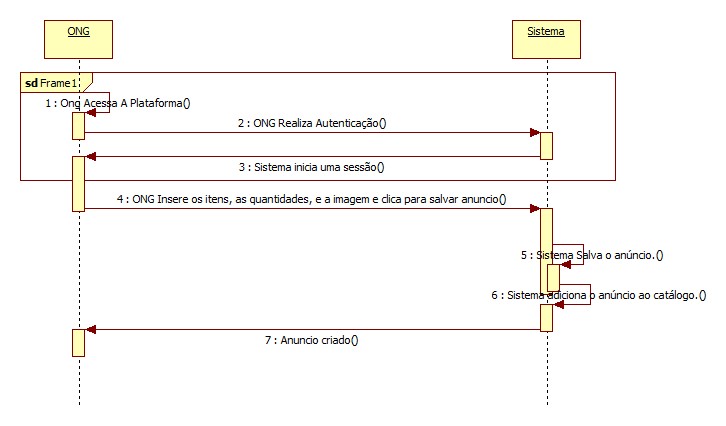 ONG
Sistema
sd Frame1
1 : Ong Acessa A Plataforma()
2 : ONG Realiza Autenticação()
3 : Sistema inicia uma sessão()
4 : ONG Insere os itens, as quantidades, e a imagem e clica para salvar anuncio()
5 : Sistema Salva o anúncio.()
6 : Sistema adiciona o anúncio ao catálogo.()
7 : Anuncio criado()